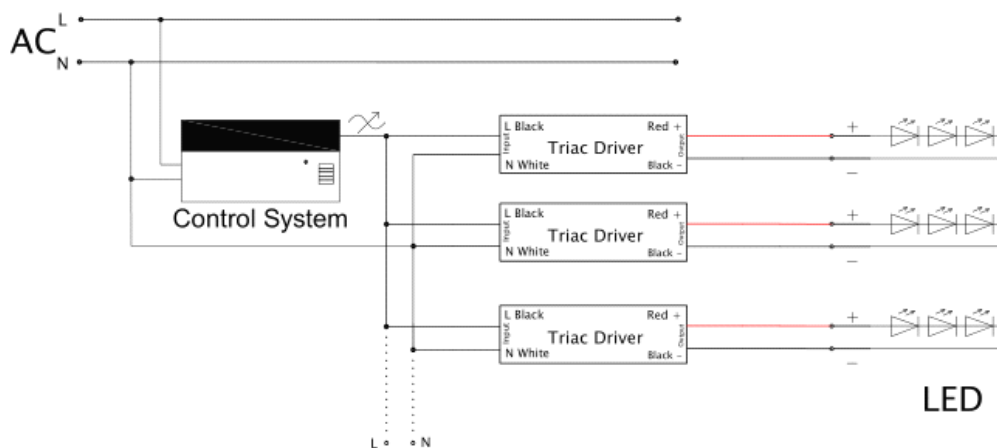 AC
L
N
Control System
L Black
Red +
Input
Triac Driver
Output
N White
Black -
+
–
L Black
Red +
Input
Triac Driver
Output
N White
Black -
+
–
L Black
Red +
Input
Triac Driver
Output
N White
Black -
+
–
LED
L
N